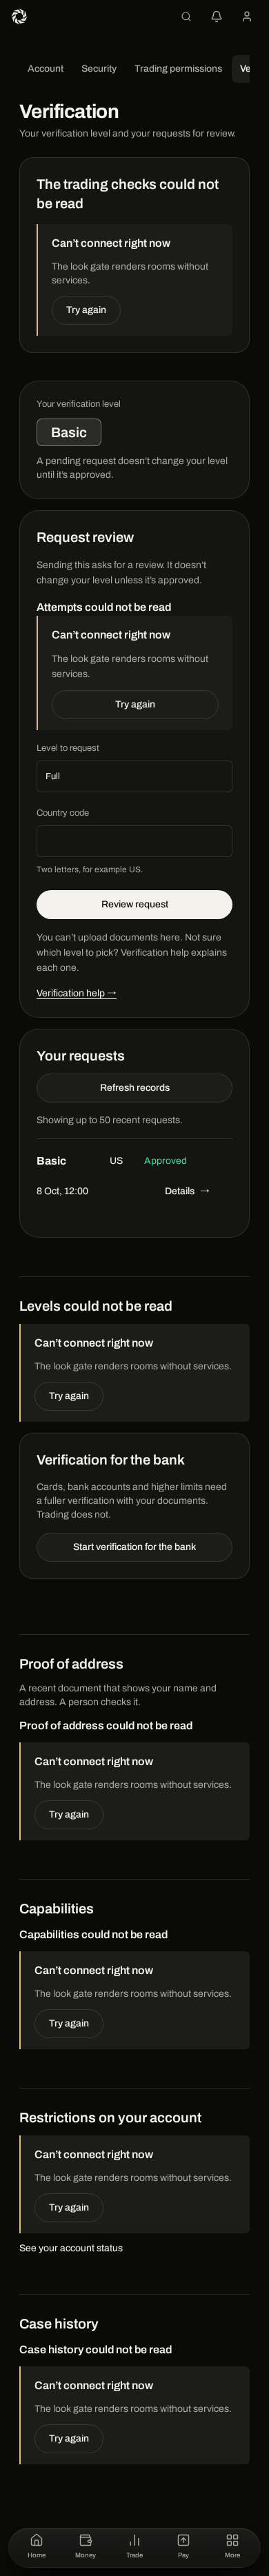 Account Security Trading permissions Ve
Verification
Your verification level and your requests for review.
The trading checks could not
be read
Can’t connect right now
The look gate renders rooms without
services.
Try again
Your verification level
Basic
A pending request doesn’t change your level
until it’s approved.
Request review
Sending this asks for a review. It doesn’t
change your level unless it’s approved.
Attempts could not be read
Can’t connect right now
The look gate renders rooms without
services.
Try again
Level to request
Full
Country code
Two letters, for example US.
Review request
You can’t upload documents here. Not sure
which level to pick? Verification help explains
each one.
Verification help →
Your requests
Refresh records
Showing up to 50 recent requests.
Basic US Approved
8 Oct, 12:00 Details →
Levels could not be read
Can’t connect right now
The look gate renders rooms without services.
Try again
Verification for the bank
Cards, bank accounts and higher limits need
a fuller verification with your documents.
Trading does not.
Start verification for the bank
Proof of address
A recent document that shows your name and
address. A person checks it.
Proof of address could not be read
Can’t connect right now
The look gate renders rooms without services.
Try again
Capabilities
Capabilities could not be read
Can’t connect right now
The look gate renders rooms without services.
Try again
Restrictions on your account
Can’t connect right now
The look gate renders rooms without services.
Try again
See your account status
Case history
Case history could not be read
Can’t connect right now
The look gate renders rooms without services.
Try again
Home Money Trade Pay More